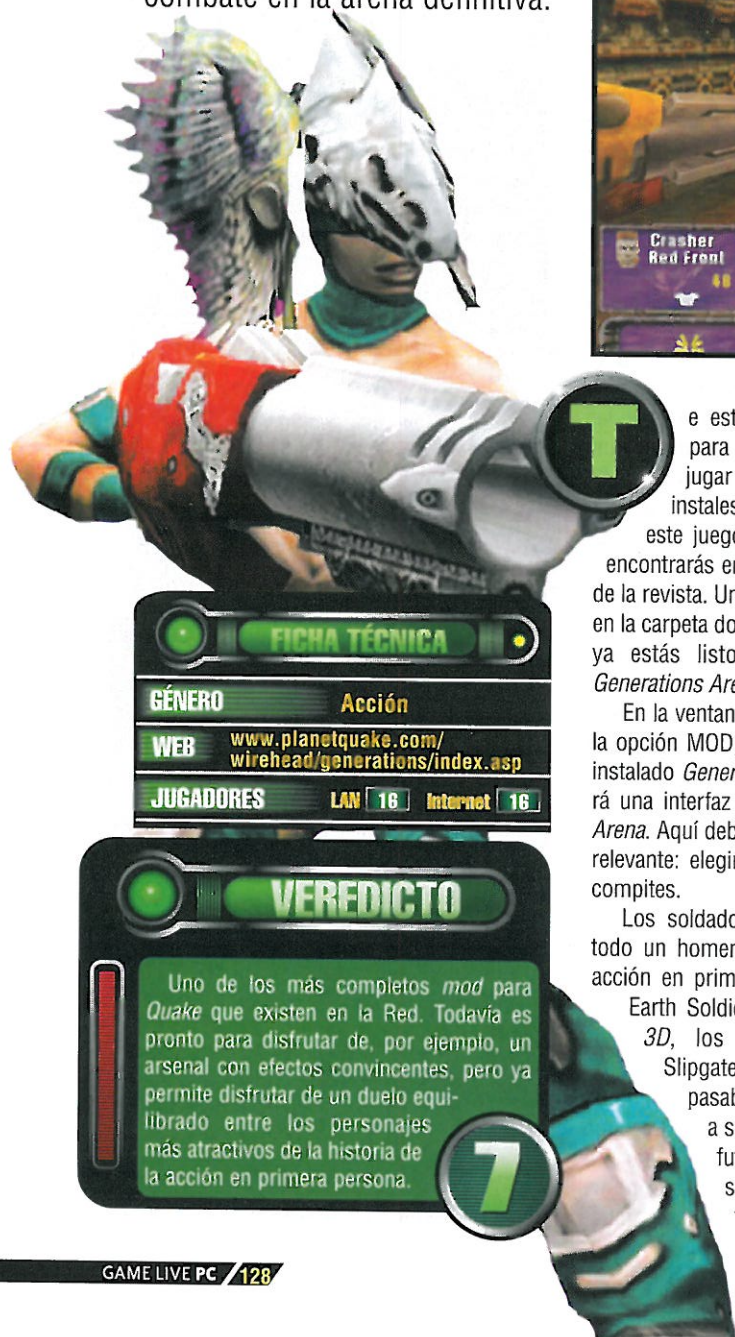 combate en la arena definitiva.
Crasher
Red Front
48
T
e est
para
jugar
instales
este juego
encontrarás en
de la revista. Un
en la carpeta do
ya estás listo
Generations Are
En la ventan
la opción MOD
instalado Gener
rá una interfaz
Arena. Aquí deb
relevante: elegir
compites.
Los soldado
todo un homen
acción en prim
Earth Soldie
3D, los
Slipgate
pasab
a s
fu
s
FICHA TÉCNICA
GÉNERO Acción
WEB www.planetquake.com/
wirehead/generations/index.asp
JUGADORES LAN 16 Internet 16
VEREDICTO
Uno de los más completos mod para
Quake que existen en la Red. Todavía es
pronto para disfrutar de, por ejemplo, un
arsenal con efectos convincentes, pero ya
permite disfrutar de un duelo equi-
librado entre los personajes
más atractivos de la historia de
la acción en primera persona.
7
GAME LIVE PC 128